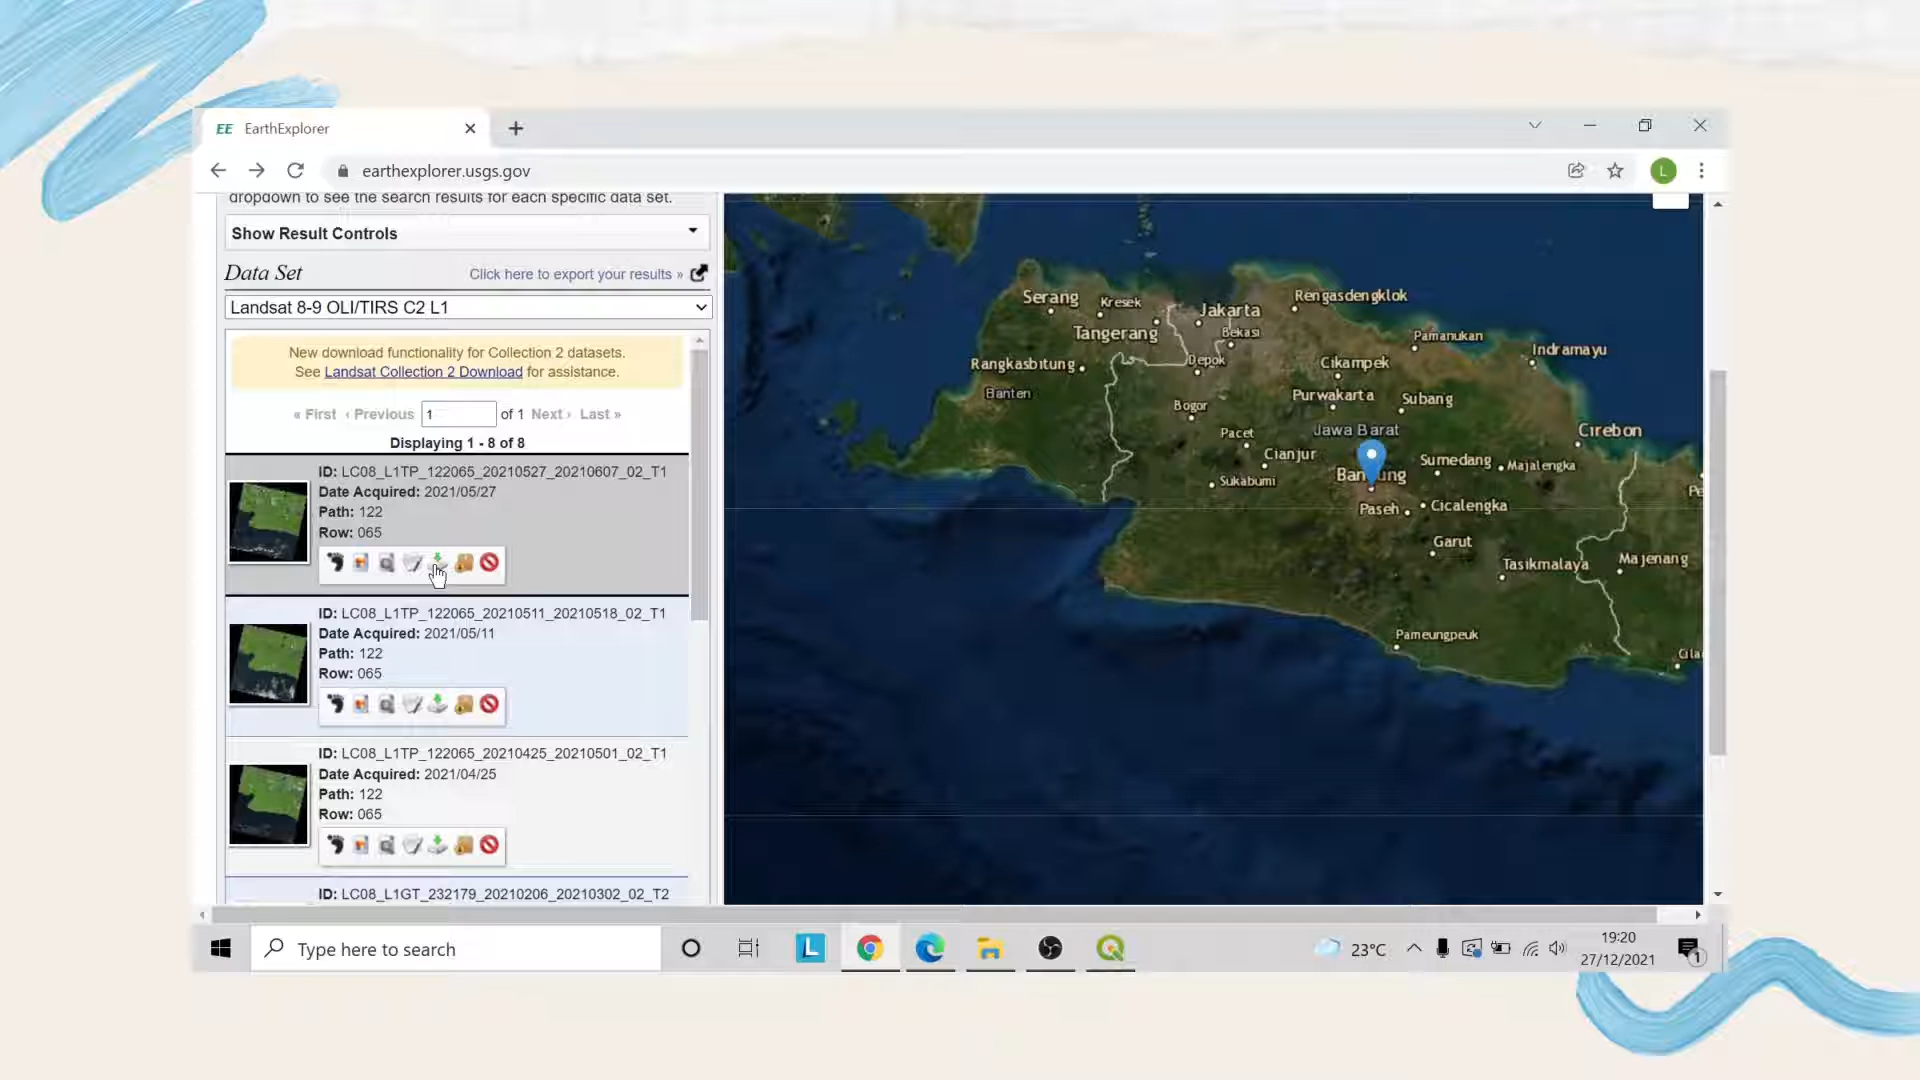 EE EarthExplorer
earthexplorer.usgs.gov
L
dropdown to see the search results for each specific data set.
Show Result Controls
Data Set
Click here to export your results »
Landsat 8-9 OLI/TIRS C2 L1
New download functionality for Collection 2 datasets.
See Landsat Collection 2 Download for assistance.
« First ‹ Previous 1 of 1 Next › Last »
Displaying 1 - 8 of 8
ID: LC08_L1TP_122065_20210527_20210607_02_T1
Date Acquired: 2021/05/27
Path: 122
Row: 065
ID: LC08_L1TP_122065_20210511_20210518_02_T1
Date Acquired: 2021/05/11
Path: 122
Row: 065
ID: LC08_L1TP_122065_20210425_20210501_02_T1
Date Acquired: 2021/04/25
Path: 122
Row: 065
ID: LC08_L1GT_232179_20210206_20210302_02_T2
Serang
Kresek
Jakarta
Rengasdengklok
Tangerang
Bekasi
Pamanukan
Indramayu
Rangkasbitung
Depok
Cikampek
Banten
Purwakarta
Subang
Bogor
Pacet
Jawa Barat
Cirebon
Cianjur
Sumedang
Majalengka
Sukabumi
Paseh
Cicalengka
Garut
Tasikmalaya
Majenang
Pameungpeuk
Type here to search
L
23°C
19:20
27/12/2021
1